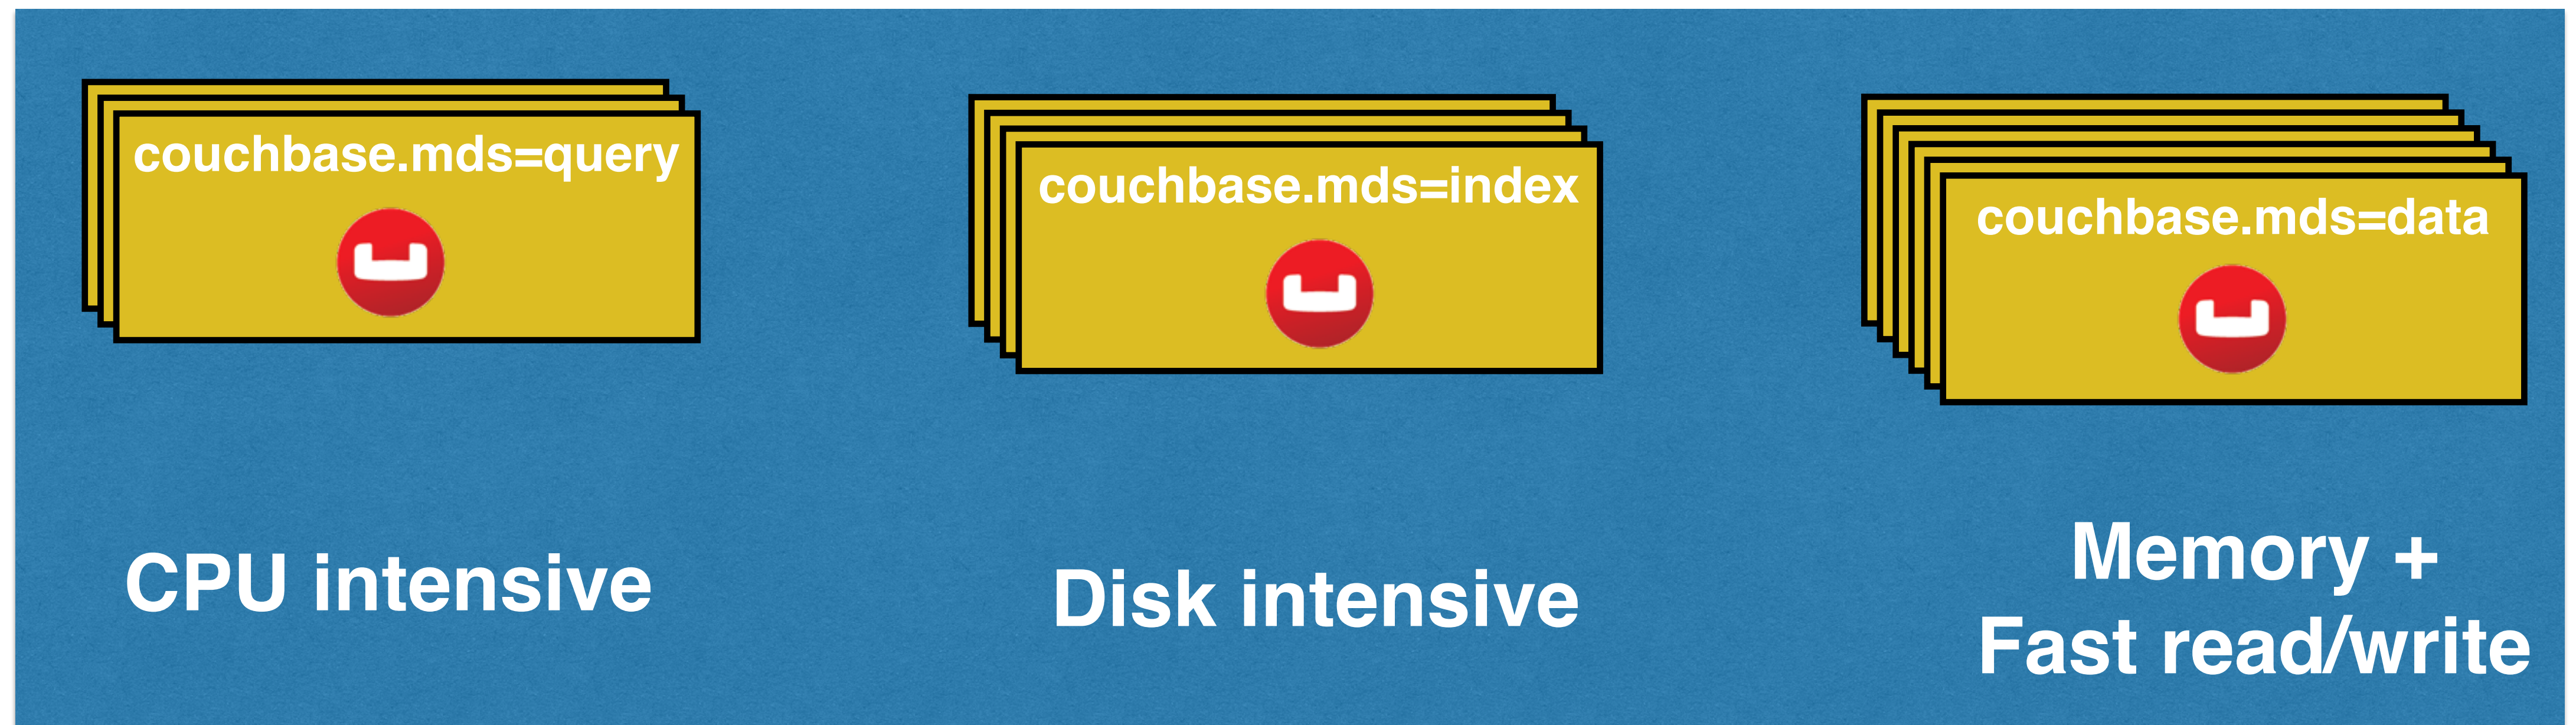 couchbase.mds=query
couchbase.mds=index
couchbase.mds=data
CPU intensive
Disk intensive
Memory +
Fast read/write